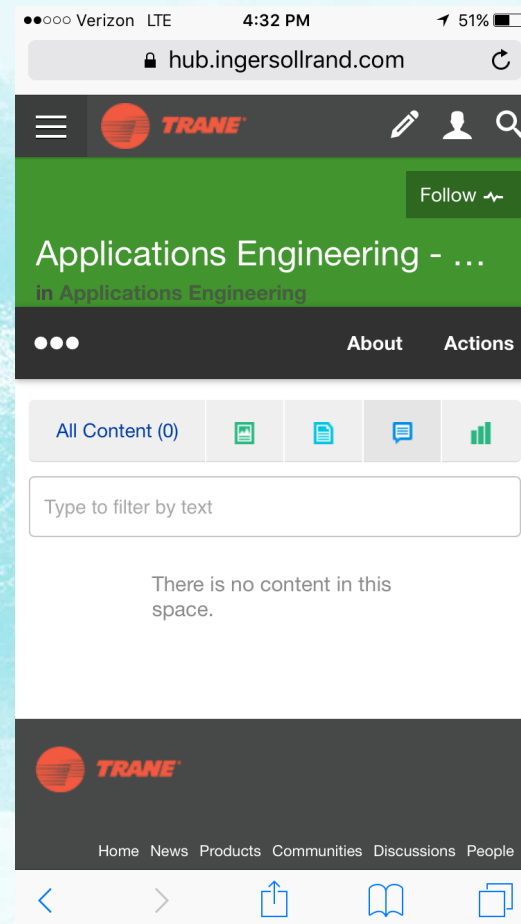 Verizon LTE 4:32 PM 51%
hub.ingersollrand.com
TRANE
Follow
Applications Engineering - ...
in Applications Engineering
About Actions
All Content (0)
Type to filter by text
There is no content in this
space.
TRANE
Home News Products Communities Discussions People